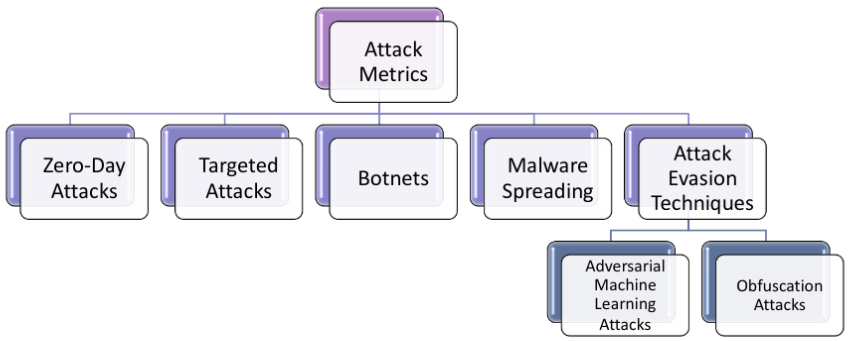 Attack
Metrics
Zero-Day
Attacks
Targeted
Attacks
Botnets
Malware
Spreading
Attack
Evasion
Techniques
Adversarial
Machine
Learning
Attacks
Obfuscation
Attacks